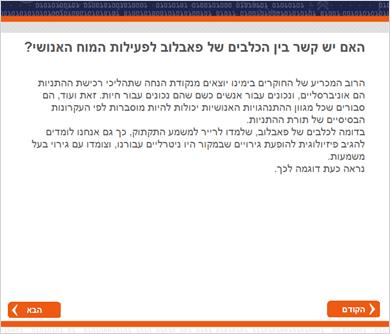 האם יש קשר בין הכלבים של פאבלוב לפעילות המוח האנושי?
הרוב המכריע של החוקרים בימינו יוצאים מנקודת הנחה שתהליכי רכישת ההתניות
הם אוניברסליים, ונכונים עבור אנשים כשם שהם נכונים עבור חיות. זאת ועוד, הם
סבורים שכל מגוון ההתנהגויות האנושיות יכולות להיות מוסברות לפי העקרונות
הבסיסיים של תורת ההתניות.
בדומה לכלבים של פאבלוב, שלמדו לרייר למשמע התקתוק, כך גם אנחנו לומדים
להגיב פיזיולוגית להופעת גירויים שבמקור היו ניטרליים עבורנו, וצומדו עם גירוי בעל
משמעות.
נראה כעת דוגמה לכך.
הקודם
הבא